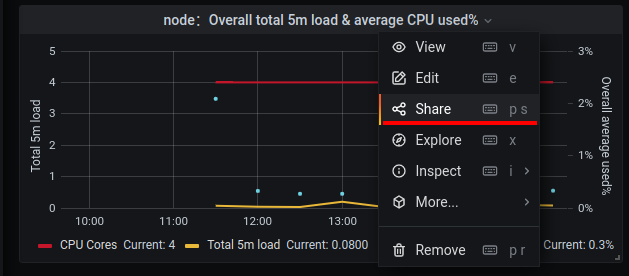 node：Overall total 5m load & average CPU used%
5
4
3
2
1
0
Total 5m load
10:00
11:00
12:00
13:00
3%
2%
1%
0%
Overall average used%
View v
Edit e
Share p s
Explore x
Inspect i
More...
Remove p r
CPU Cores Current: 4
Total 5m load Current: 0.0800
Current: 0.3%